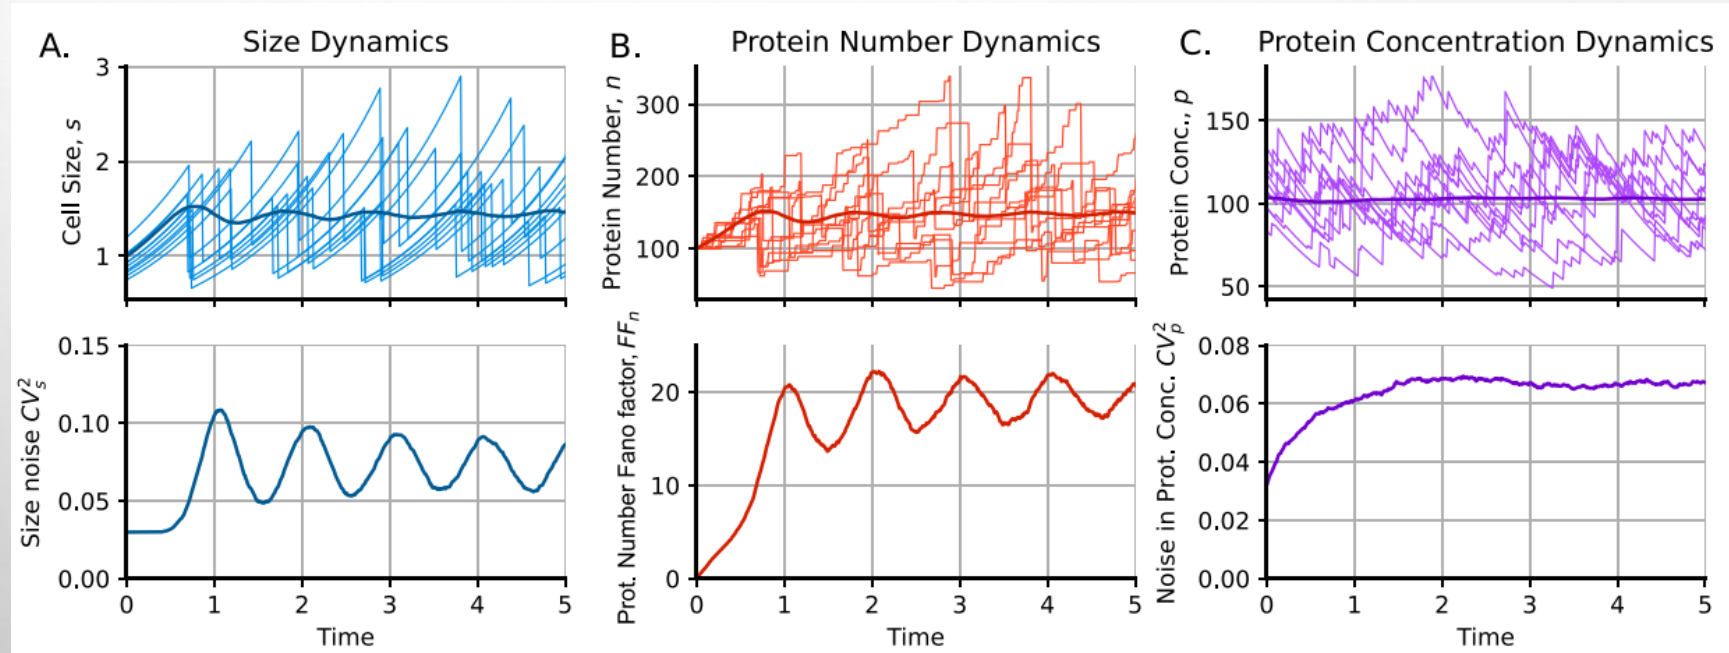 A.
Size Dynamics
Cell Size, s
3
2
1
B.
Protein Number Dynamics
Protein Number, n
300
200
100
C.
Protein Concentration Dynamics
Protein Conc., p
150
100
50
Size noise CV²ₛ
0.15
0.10
0.05
0.00
0 1 2 3 4 5
Time
Prot. Number Fano factor, FFₙ
20
10
0
0 1 2 3 4 5
Time
Noise in Prot. Conc. CV²ₚ
0.08
0.06
0.04
0.02
0.00
0 1 2 3 4 5
Time